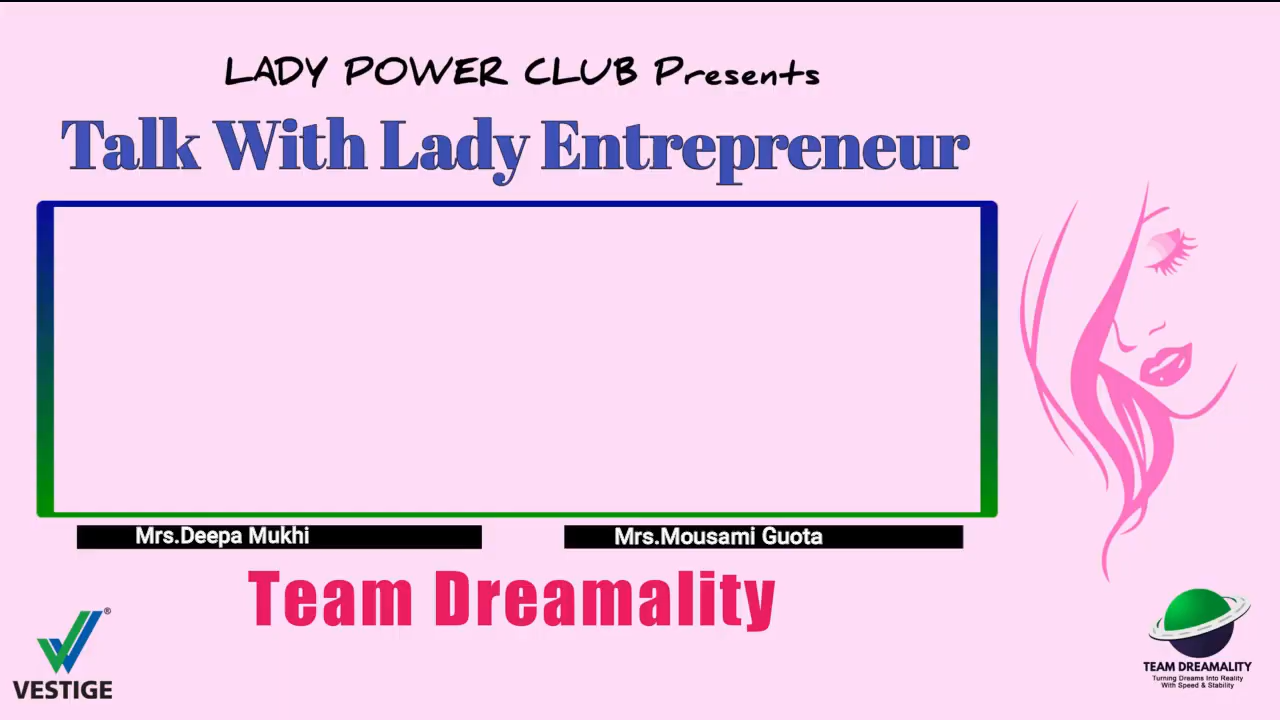 LADY POWER CLUB Presents
Talk With Lady Entrepreneur
Mrs.Deepa Mukhi
Mrs.Mousami Guota
Team Dreamality
®
VESTIGE
TEAM DREAMALITY
Turning Dreams Into Reality
With Speed & Stability